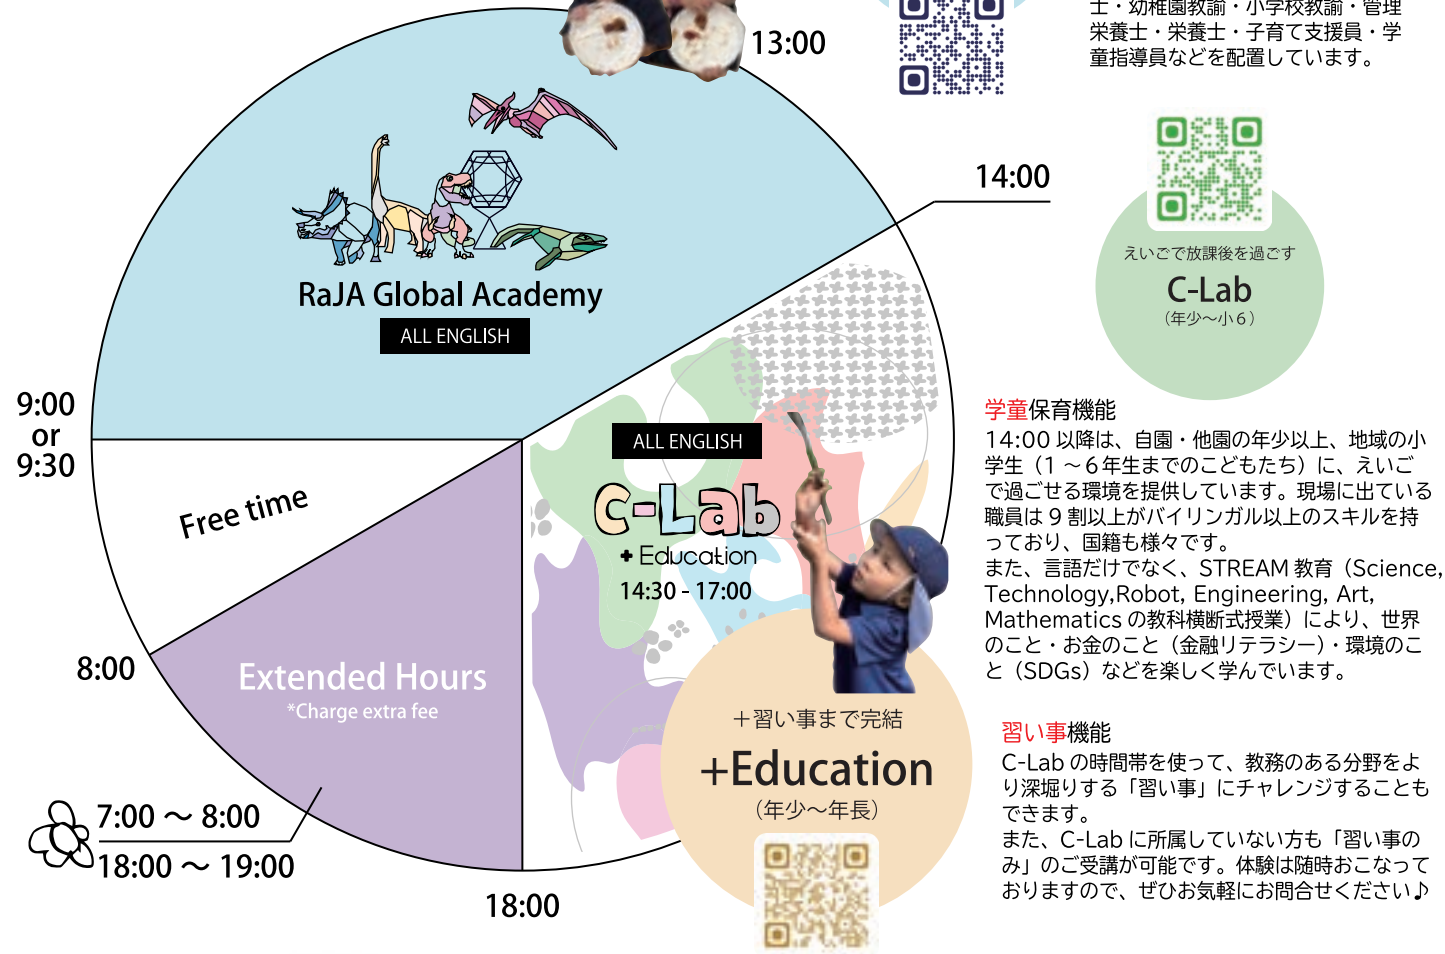 士・幼稚園教諭・小学校教諭・管理
栄養士・栄養士・子育て支援員・学
童指導員などを配置しています。
13:00
14:00
RaJA Global Academy
ALL ENGLISH
えいごで放課後を過ごす
C-Lab
（年少～小６）
9:00
or
9:30
Free time
ALL ENGLISH
C-Lab
+ Education
14:30 - 17:00
学童保育機能
14:00 以降は、自園・他園の年少以上、地域の小
学生（1 ～６年生までのこどもたち）に、えいご
で過ごせる環境を提供しています。現場に出ている
職員は 9 割以上がバイリンガル以上のスキルを持
っており、国籍も様々です。
また、言語だけでなく、STREAM 教育（Science,
Technology,Robot, Engineering, Art,
Mathematics の教科横断式授業）により、世界
のこと・お金のこと（金融リテラシー）・環境のこ
と（SDGs）などを楽しく学んでいます。
8:00
Extended Hours
*Charge extra fee
7:00 ～ 8:00
18:00 ～ 19:00
18:00
＋習い事まで完結
+Education
（年少～年長）
習い事機能
C-Lab の時間帯を使って、教務のある分野をよ
り深堀りする「習い事」にチャレンジすることも
できます。
また、C-Lab に所属していない方も「習い事の
み」のご受講が可能です。体験は随時おこなって
おりますので、ぜひお気軽にお問合せください♪